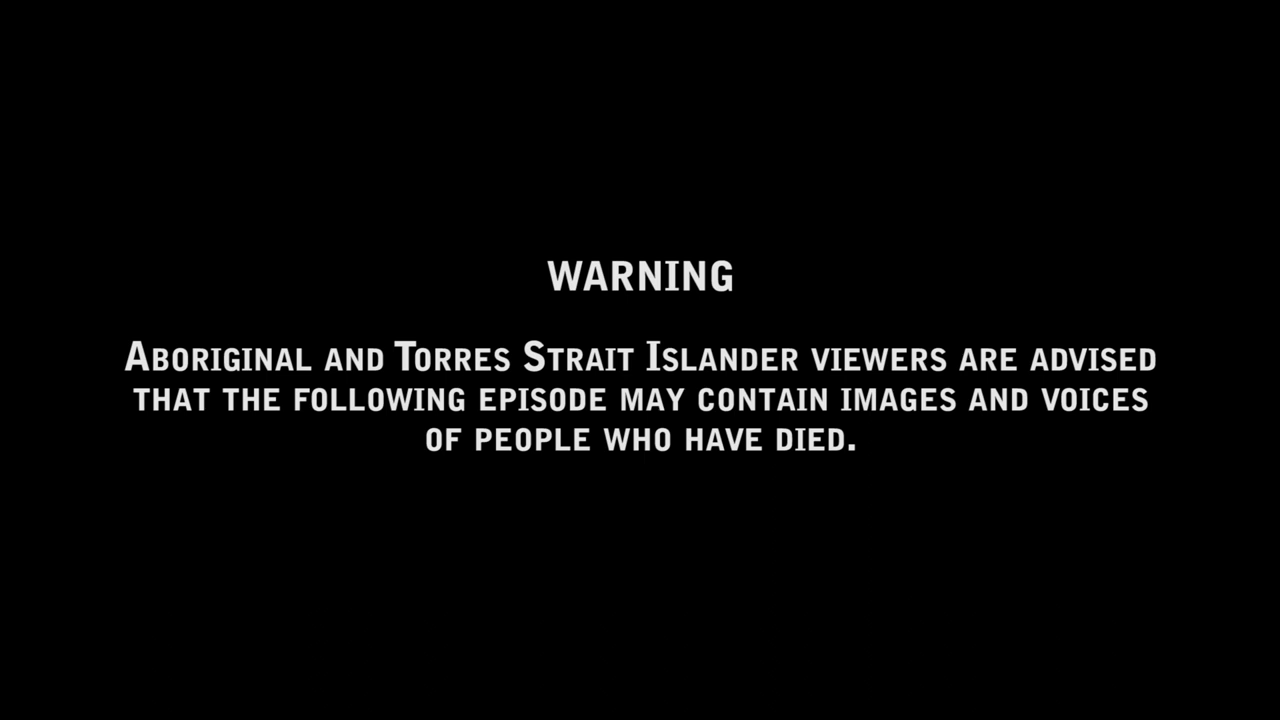 WARNING
Aboriginal and Torres Strait Islander viewers are advised
that the following episode may contain images and voices
of people who have died.